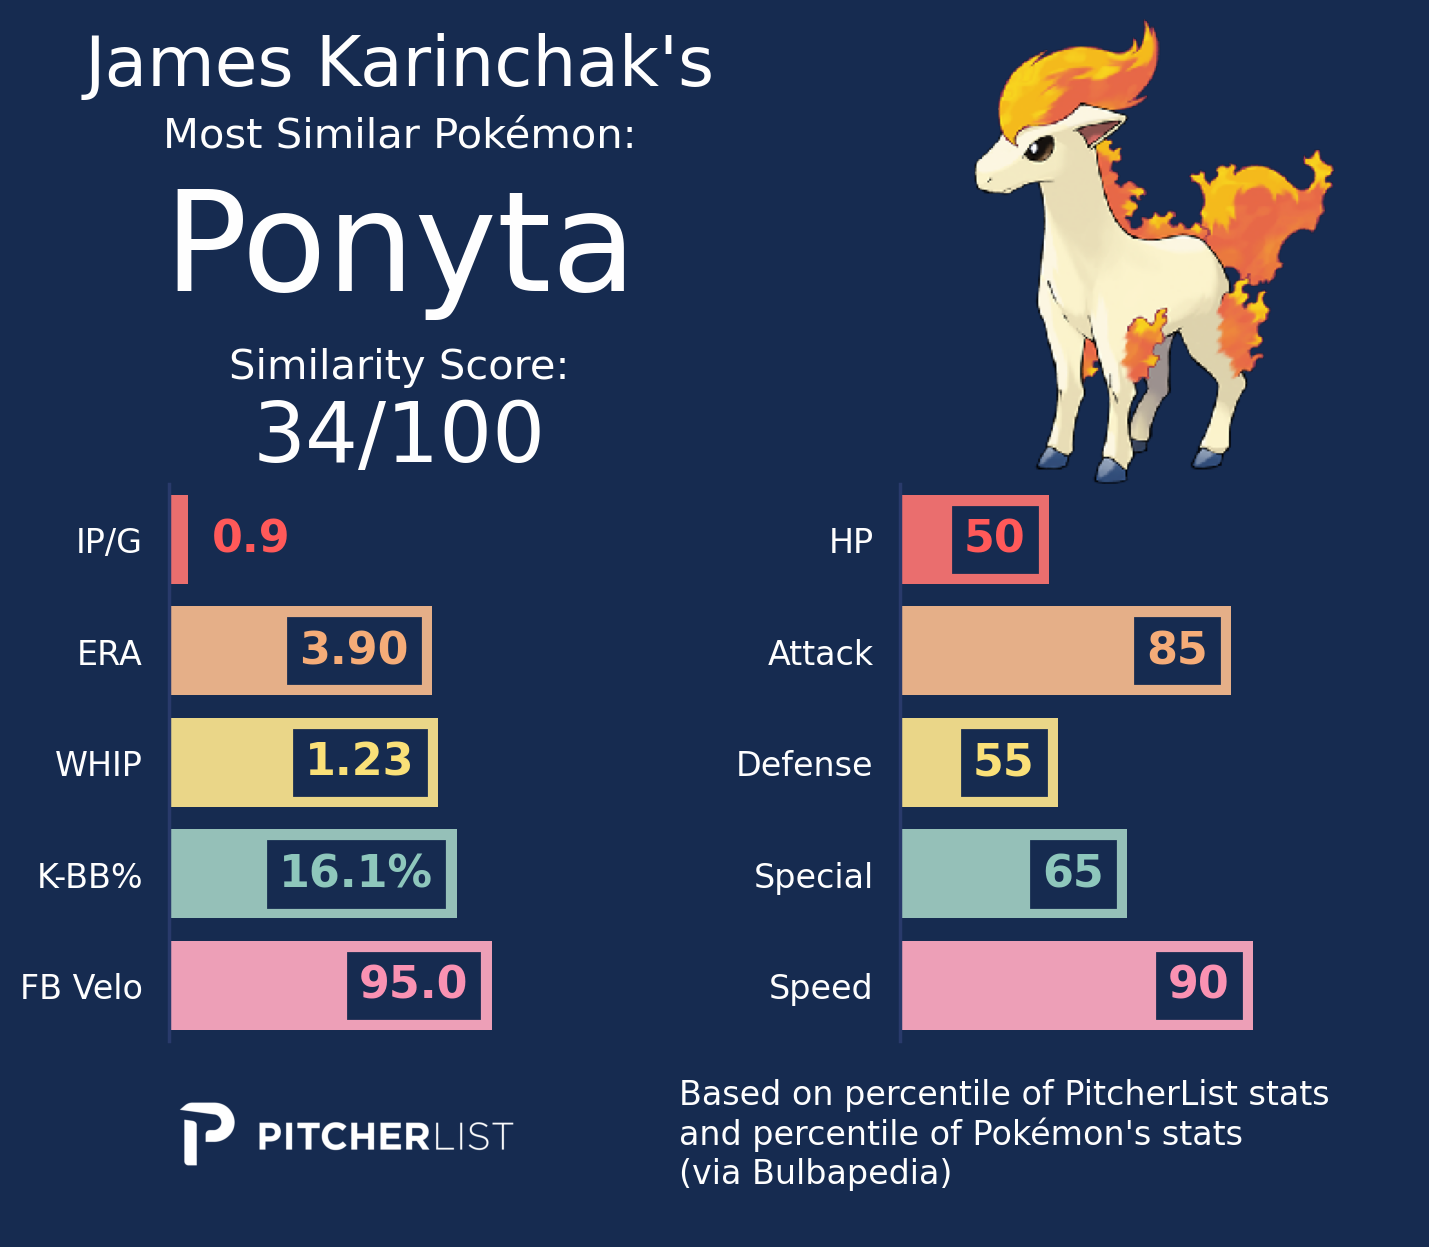 James Karinchak's
Most Similar Pokémon:
Ponyta
Similarity Score:
34/100
IP/G 0.9
ERA 3.90
WHIP 1.23
K-BB% 16.1%
FB Velo 95.0
HP 50
Attack 85
Defense 55
Special 65
Speed 90
PITCHERLIST
Based on percentile of PitcherList stats
and percentile of Pokémon's stats
(via Bulbapedia)